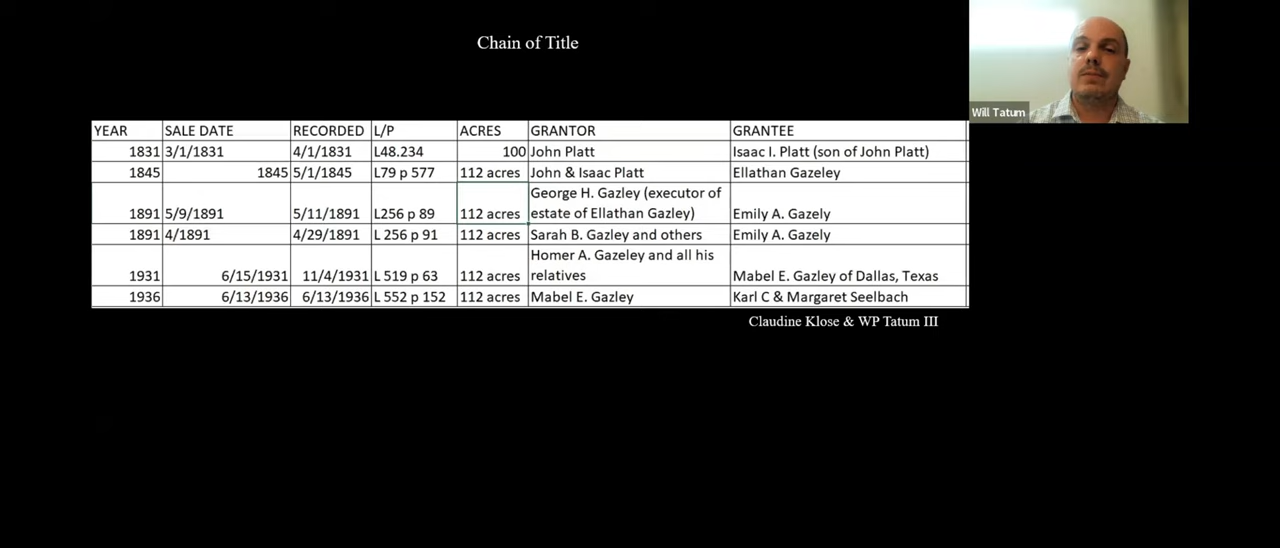 Chain of Title
Will Tatum
YEAR SALE DATE RECORDED L/P ACRES GRANTOR GRANTEE
1831 3/1/1831 4/1/1831 L48.234 100 John Platt Isaac I. Platt (son of John Platt)
1845 1845 5/1/1845 L79 p 577 112 acres John & Isaac Platt Ellathan Gazeley
George H. Gazley (executor of
1891 5/9/1891 5/11/1891 L256 p 89 112 acres estate of Ellathan Gazley) Emily A. Gazely
1891 4/1891 4/29/1891 L 256 p 91 112 acres Sarah B. Gazley and others Emily A. Gazely
Homer A. Gazeley and all his
1931 6/15/1931 11/4/1931 L 519 p 63 112 acres relatives Mabel E. Gazley of Dallas, Texas
1936 6/13/1936 6/13/1936 L 552 p 152 112 acres Mabel E. Gazley Karl C & Margaret Seelbach
Claudine Klose & WP Tatum III